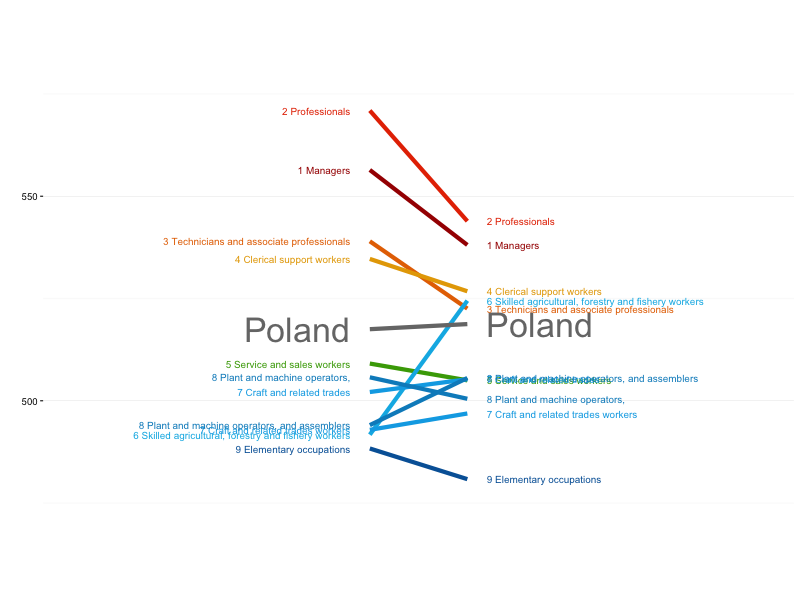 2 Professionals
1 Managers
550
2 Professionals
3 Technicians and associate professionals
1 Managers
4 Clerical support workers
4 Clerical support workers
6 Skilled agricultural, forestry and fishery workers
3 Technicians and associate professionals
Poland
Poland
5 Service and sales workers
8 Plant and machine operators,
8 Plant and machine operators, and assemblers
5 Service and sales workers
7 Craft and related trades
500
8 Plant and machine operators,
7 Craft and related trades workers
8 Plant and machine operators, and assemblers
7 Craft and related trades workers
6 Skilled agricultural, forestry and fishery workers
9 Elementary occupations
9 Elementary occupations